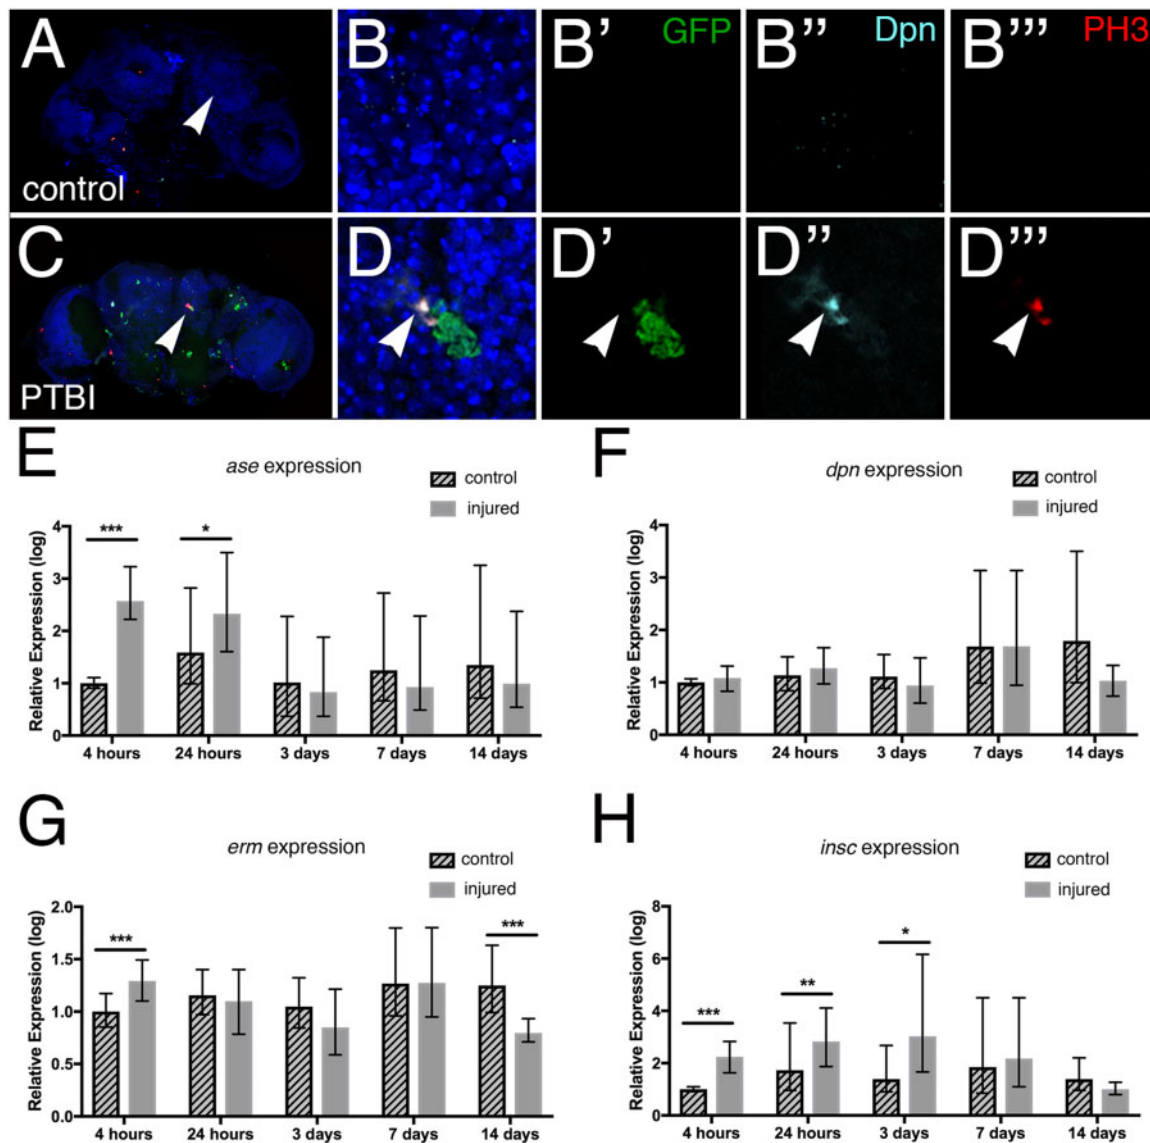 A
control
B
B’ GFP
B’’ Dpn
B’’’ PH3
C
PTBI
D
D’
D’’
D’’’
E
ase expression
control
injured
*** *
Relative Expression (log)
4
3
2
1
0
4 hours 24 hours 3 days 7 days 14 days
F
dpn expression
control
injured
Relative Expression (log)
4
3
2
1
0
4 hours 24 hours 3 days 7 days 14 days
G
erm expression
control
injured
*** ***
Relative Expression (log)
2.0
1.5
1.0
0.5
0.0
4 hours 24 hours 3 days 7 days 14 days
H
insc expression
control
injured
*** ** *
Relative Expression (log)
8
6
4
2
0
4 hours 24 hours 3 days 7 days 14 days